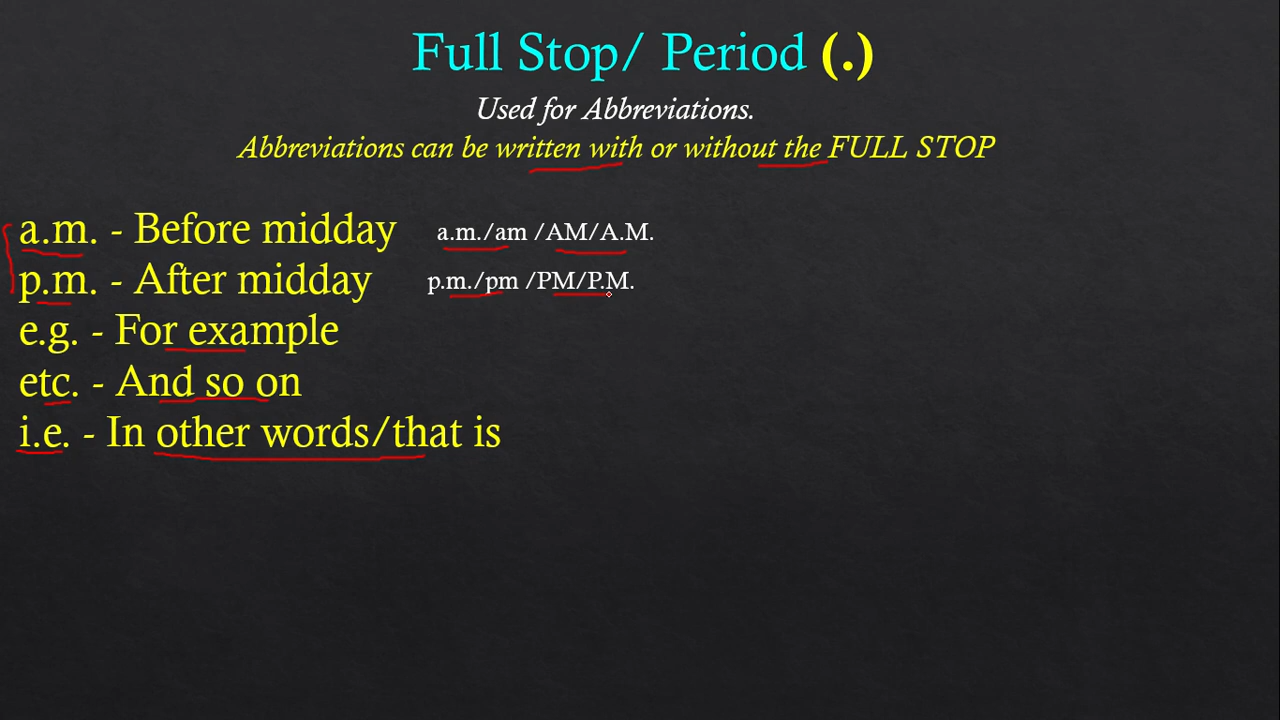 Full Stop/ Period (.)
Used for Abbreviations.
Abbreviations can be written with or without the FULL STOP
a.m. - Before midday a.m./am /AM/A.M.
p.m. - After midday p.m./pm /PM/P.M.
e.g. - For example
etc. - And so on
i.e. - In other words/that is